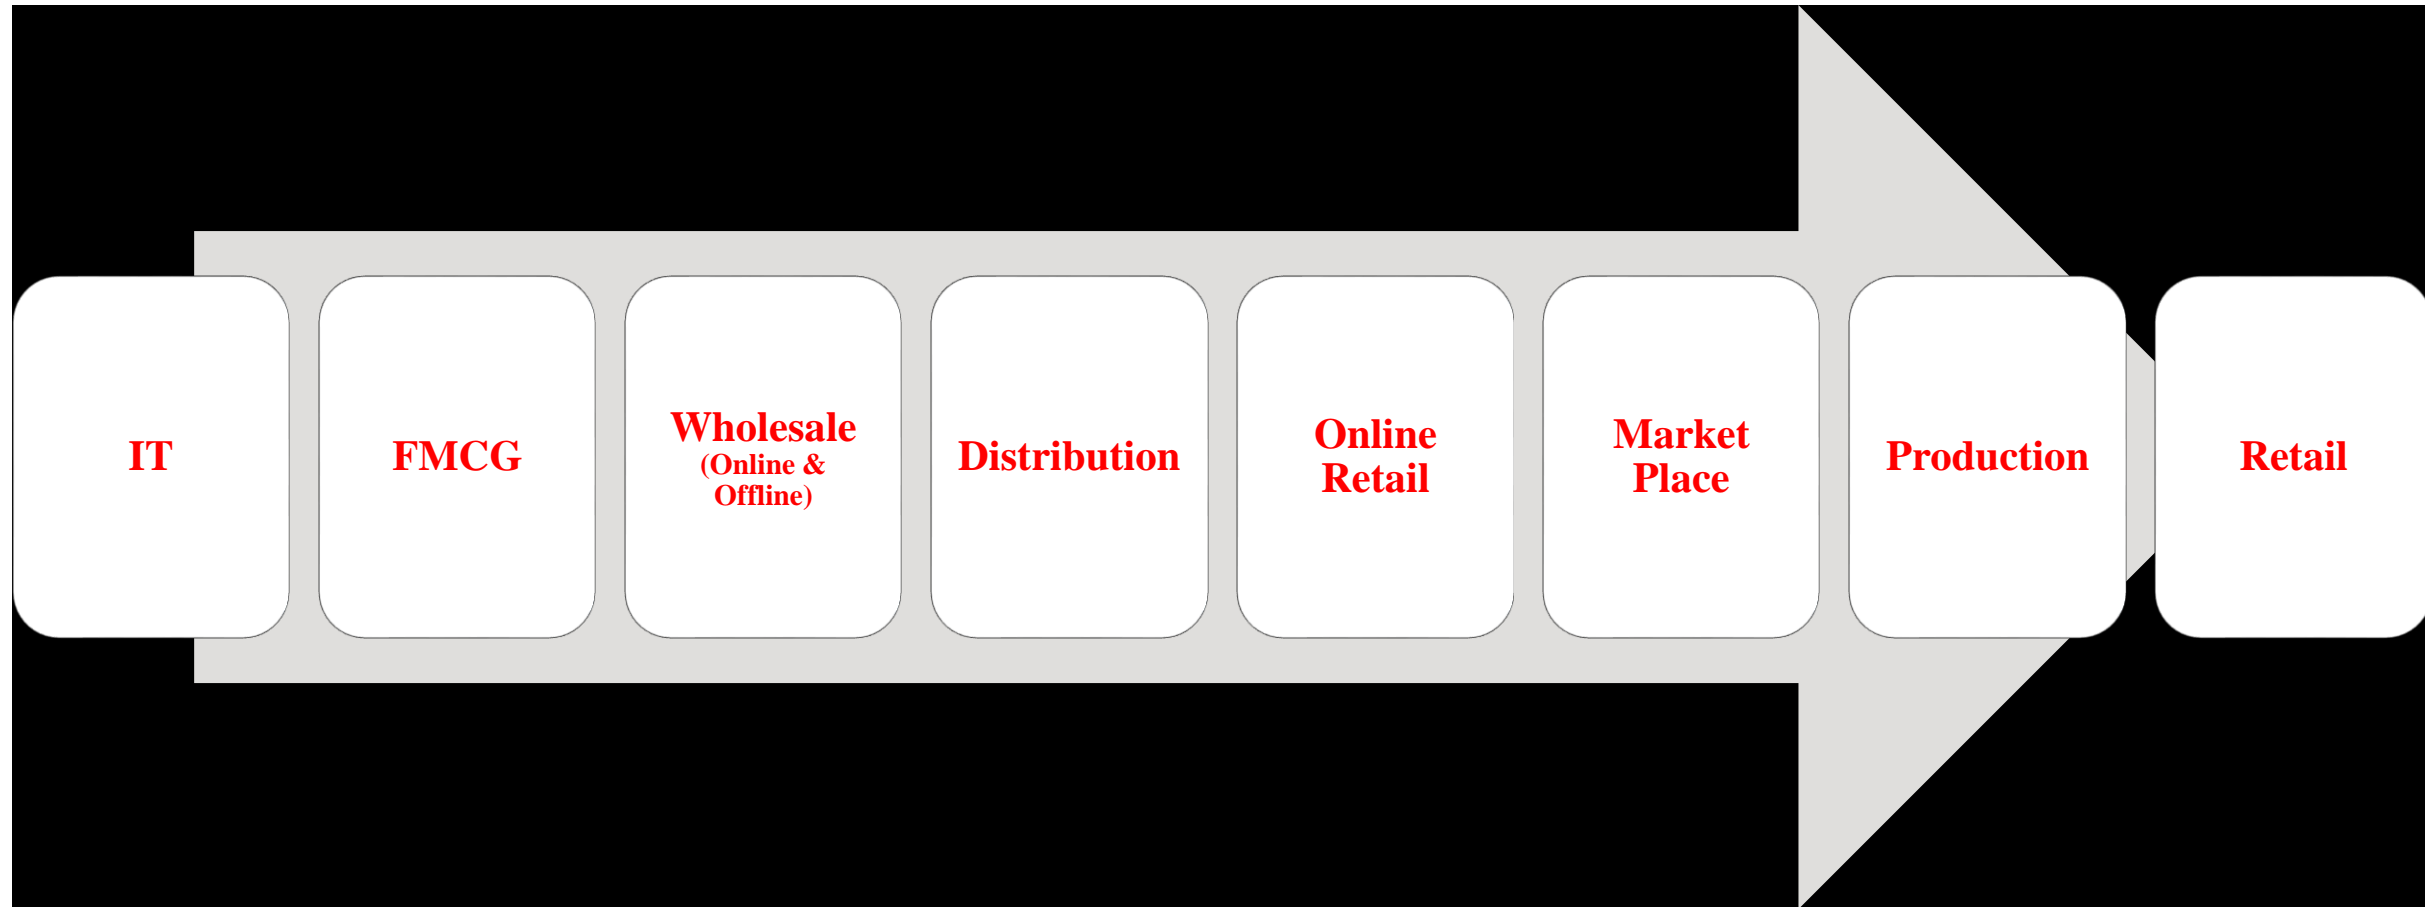 IT
FMCG
Wholesale
(Online &
Offline)
Distribution
Online
Retail
Market
Place
Production
Retail